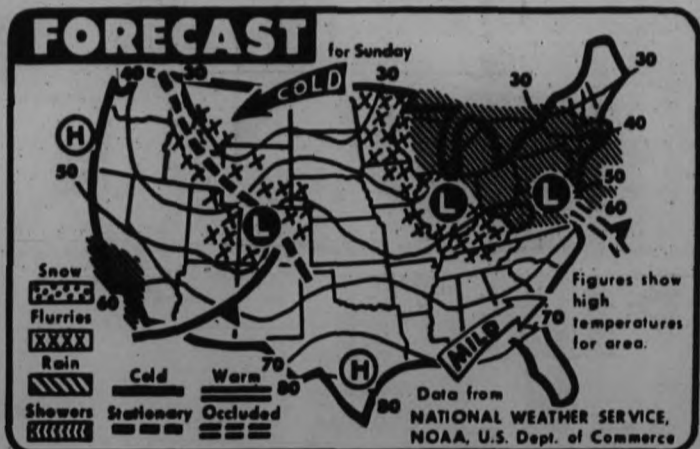 FORECAST for Sunday
40 30 COLD 30 30 30
H
40
50
L L L
50
60
Snow
60
Flurries
Rain
Showers
Cold
Warm
Stationary
Occluded
Figures show
high
temperatures
for area.
70
MILD
70
80
H
80
Data from
NATIONAL WEATHER SERVICE,
NOAA, U.S. Dept. of Commerce